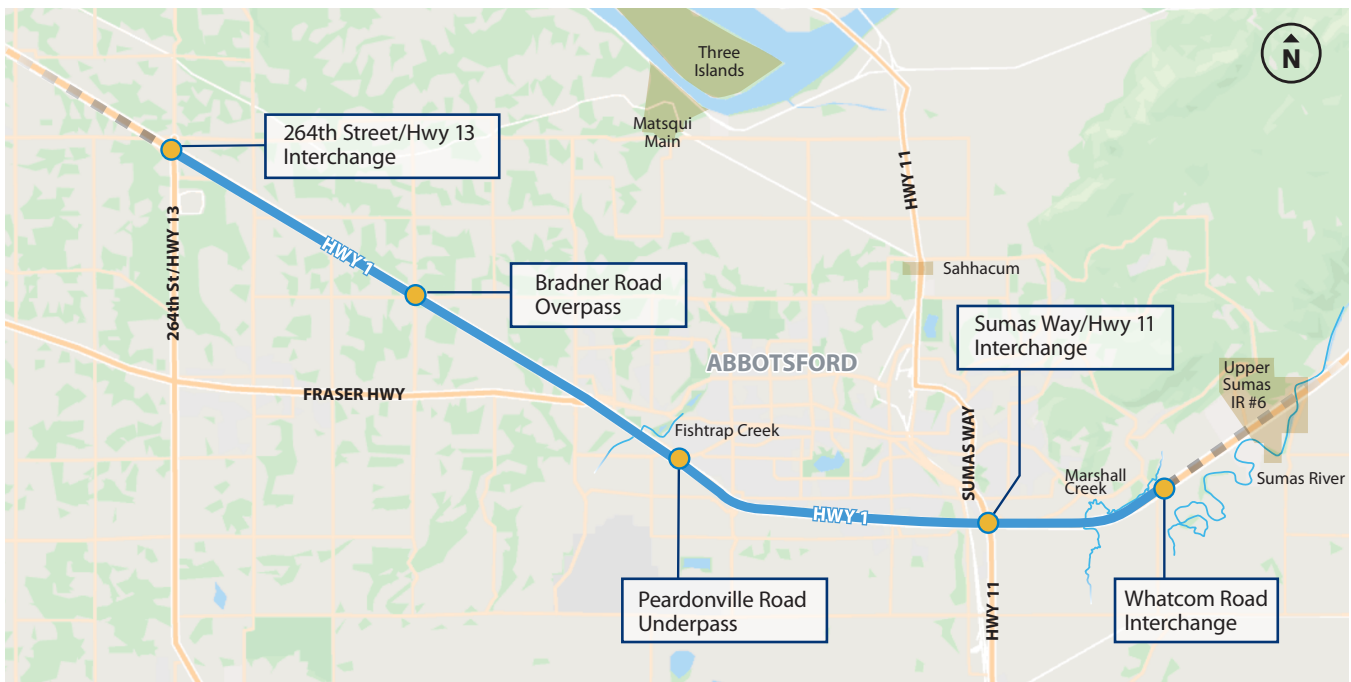 Three
Islands
N
Matsqui
Main
264th Street/Hwy 13
Interchange
HWY 11
264th St/HWY 13
HWY 1
Sahhacum
Bradner Road
Overpass
Sumas Way/Hwy 11
Interchange
ABBOTSFORD
Upper
Sumas
IR #6
FRASER HWY
Fishtrap Creek
SUMAS WAY
Marshall
Creek
Sumas River
HWY 1
Peardonville Road
Underpass
HWY 11
Whatcom Road
Interchange